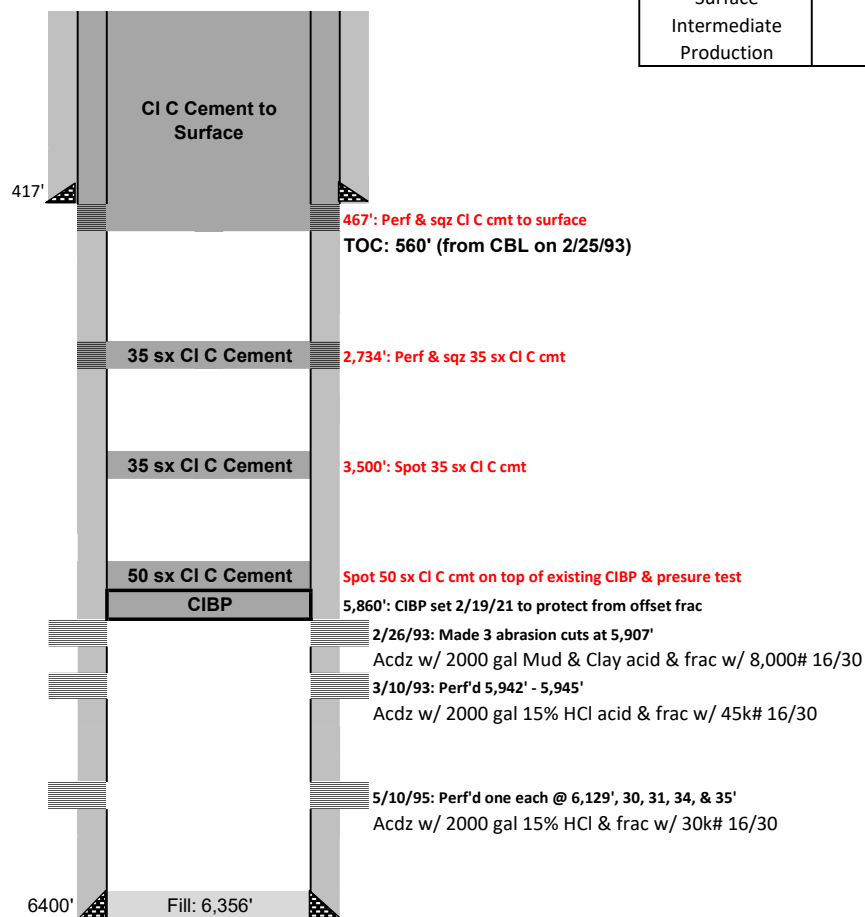 Surface
Intermediate
Production
Cl C Cement to
Surface
417'
467': Perf & sqz Cl C cmt to surface
TOC: 560' (from CBL on 2/25/93)
35 sx Cl C Cement
2,734': Perf & sqz 35 sx Cl C cmt
35 sx Cl C Cement
3,500': Spot 35 sx Cl C cmt
50 sx Cl C Cement
Spot 50 sx Cl C cmt on top of existing CIBP & presure test
CIBP
5,860': CIBP set 2/19/21 to protect from offset frac
2/26/93: Made 3 abrasion cuts at 5,907'
Acdz w/ 2000 gal Mud & Clay acid & frac w/ 8,000# 16/30
3/10/93: Perf'd 5,942' - 5,945'
Acdz w/ 2000 gal 15% HCl acid & frac w/ 45k# 16/30
5/10/95: Perf'd one each @ 6,129', 30, 31, 34, & 35'
Acdz w/ 2000 gal 15% HCl & frac w/ 30k# 16/30
6400'
Fill: 6,356'